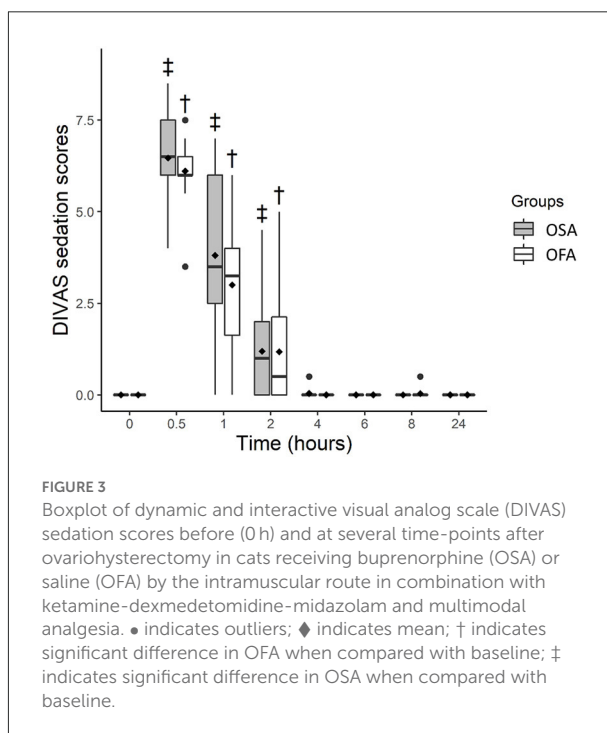 ‡
†
‡
†
‡
†
7.5
5.0
2.5
0.0
DIVAS sedation scores
0 0.5 1 2 4 6 8 24
Time (hours)
Groups
OSA
OFA
FIGURE 3
Boxplot of dynamic and interactive visual analog scale (DIVAS)
sedation scores before (0 h) and at several time-points after
ovariohysterectomy in cats receiving buprenorphine (OSA) or
saline (OFA) by the intramuscular route in combination with
ketamine-dexmedetomidine-midazolam and multimodal
analgesia. • indicates outliers; ◆ indicates mean; † indicates
significant difference in OFA when compared with baseline; ‡
indicates significant difference in OSA when compared with
baseline.